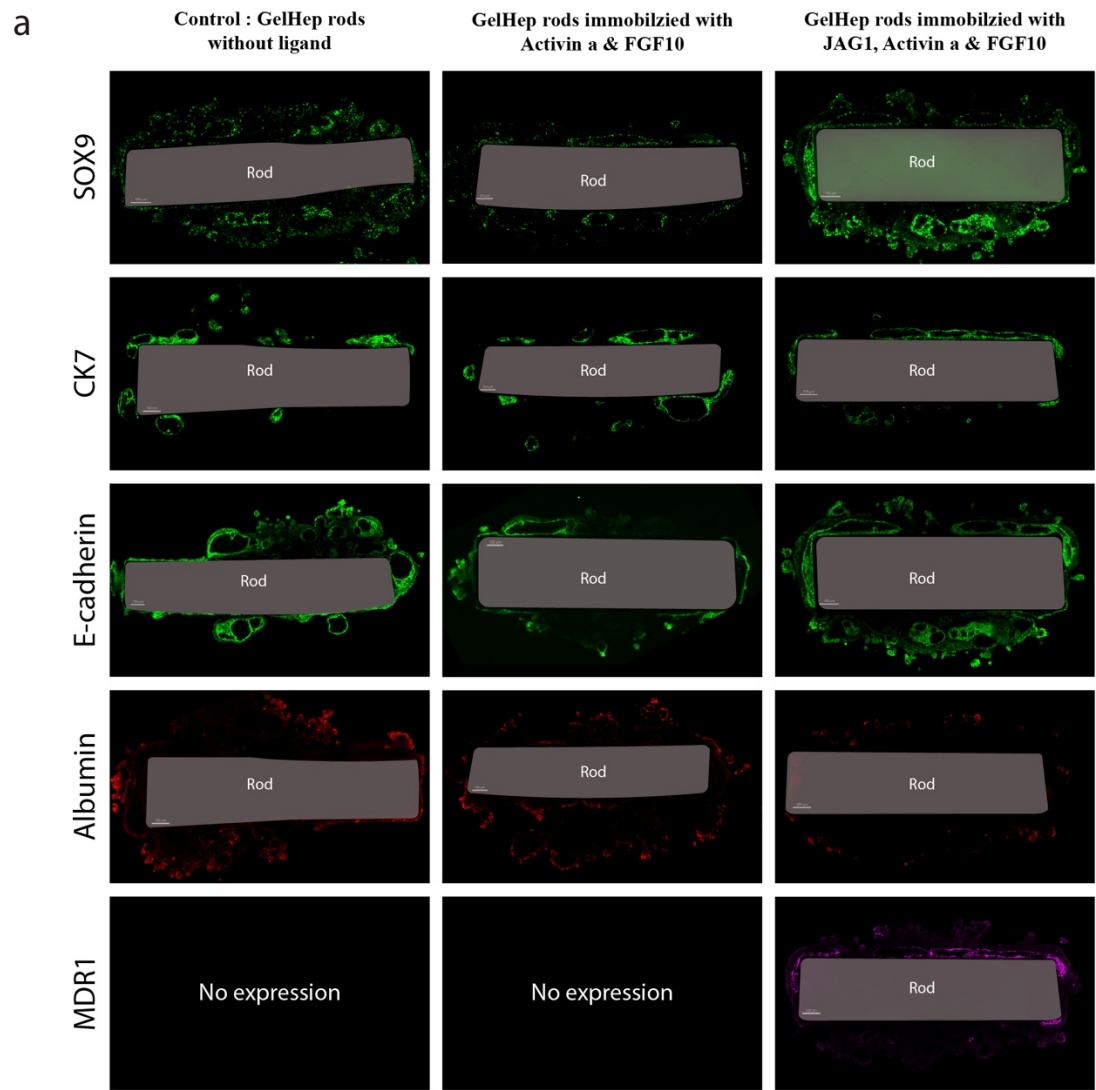 a
Control : GelHep rods
without ligand
GelHep rods immobilzied with
Activin a & FGF10
GelHep rods immobilzied with
JAG1, Activin a & FGF10
SOX9
Rod
Rod
Rod
CK7
Rod
Rod
Rod
E-cadherin
Rod
Rod
Rod
Albumin
Rod
Rod
Rod
MDR1
No expression
No expression
Rod